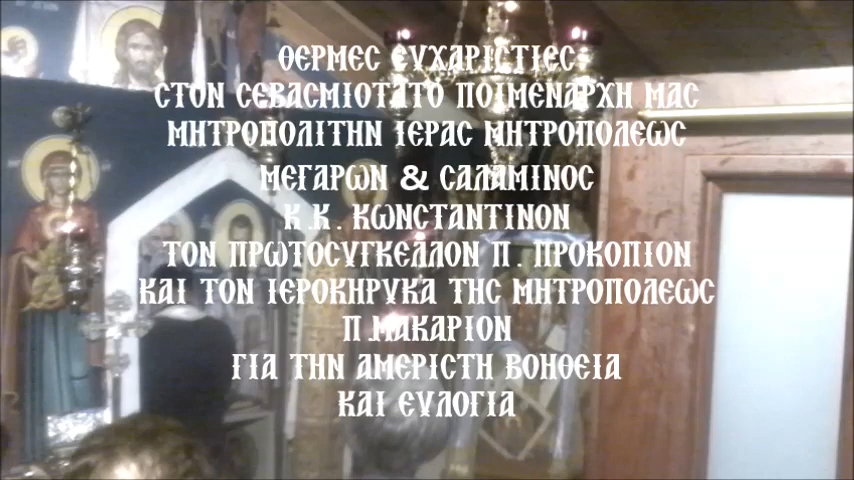 ΘΕΡΜΕΣ ΕΥΧΑΡΙΣΤΙΕΣ
ΣΤΟΝ ΣΕΒΑΣΜΙΟΤΑΤΟ ΠΟΙΜΕΝΑΡΧΗ ΜΑΣ
ΜΗΤΡΟΠΟΛΙΤΗΝ ΙΕΡΑΣ ΜΗΤΡΟΠΟΛΕΩΣ
ΜΕΓΑΡΩΝ & ΣΑΛΑΜΙΝΟΣ
Κ.Κ. ΚΩΝΣΤΑΝΤΙΝΟΝ
ΤΟΝ ΠΡΩΤΟΣΥΓΚΕΛΛΟΝ Π. ΠΡΟΚΟΠΙΟΝ
ΚΑΙ ΤΟΝ ΙΕΡΟΚΗΡΥΚΑ ΤΗΣ ΜΗΤΡΟΠΟΛΕΩΣ
Π.ΜΑΚΑΡΙΟΝ
ΓΙΑ ΤΗΝ ΑΜΕΡΙΣΤΗ ΒΟΗΘΕΙΑ
ΚΑΙ ΕΥΛΟΓΙΑ